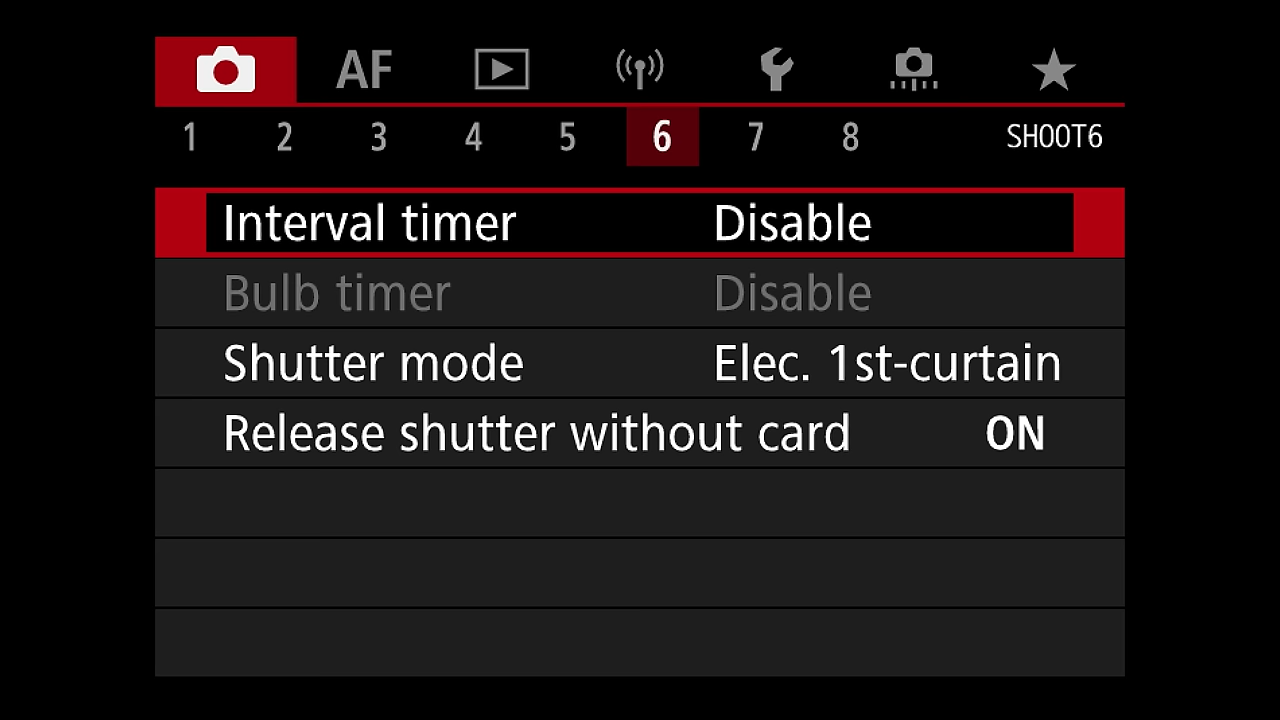 AF
1 2 3 4 5 6 7 8 SHOOT6
Interval timer Disable
Bulb timer Disable
Shutter mode Elec. 1st-curtain
Release shutter without card ON